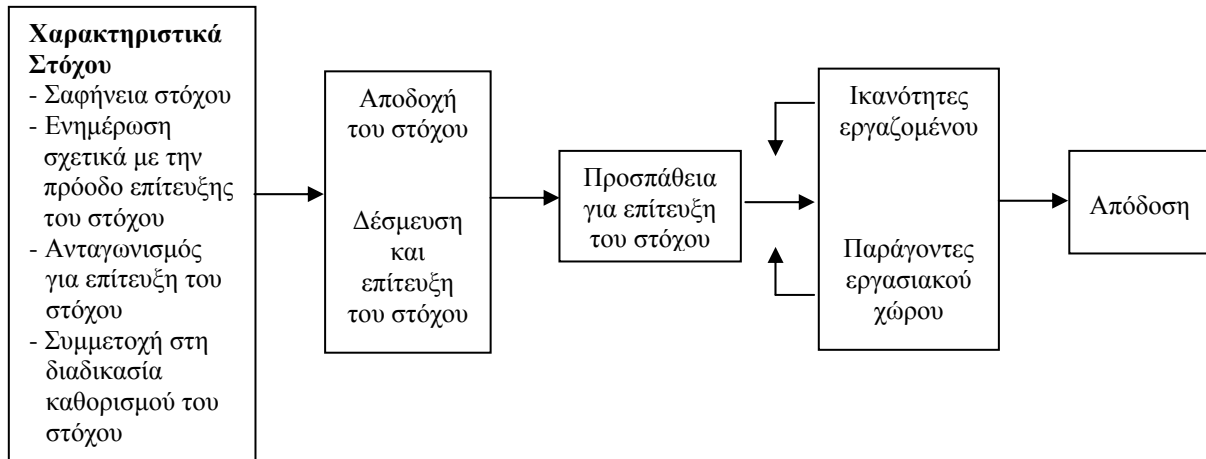 Χαρακτηριστικά
Στόχου
- Σαφήνεια στόχου
- Ενημέρωση
σχετικά με την
πρόοδο επίτευξης
του στόχου
- Ανταγωνισμός
για επίτευξη του
στόχου
- Συμμετοχή στη
διαδικασία
καθορισμού του
στόχου
Αποδοχή
του στόχου
Δέσμευση
και
επίτευξη
του στόχου
Προσπάθεια
για επίτευξη
του στόχου
Ικανότητες
εργαζομένου
Παράγοντες
εργασιακού
χώρου
Απόδοση